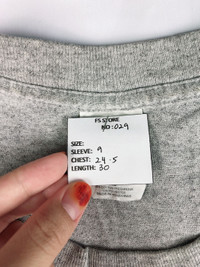 FS STORE
NO:029
SIZE:
SLEEVE: 9
CHEST: 24.5
LENGTH: 30